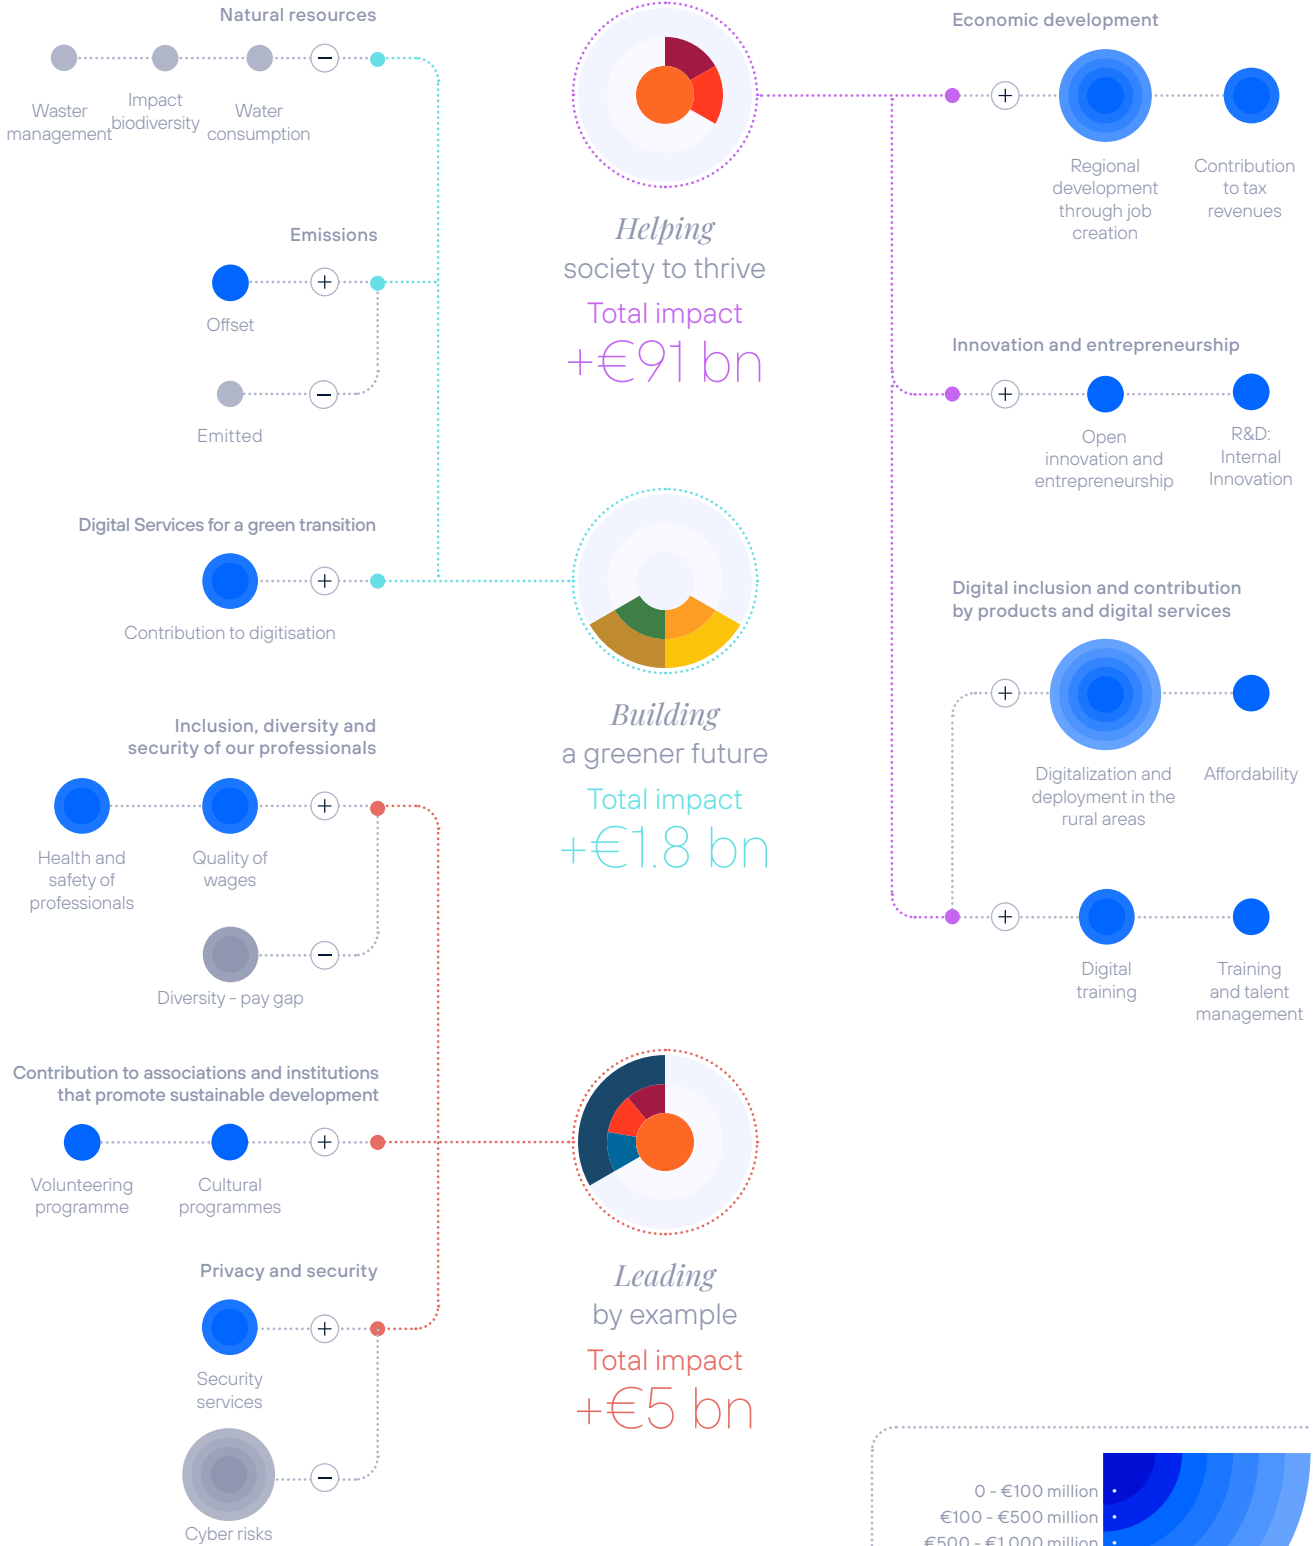 Natural resources
Waster
management
Impact
biodiversity
Water
consumption
Emissions
Offset
Emitted
Digital Services for a green transition
Contribution to digitisation
Inclusion, diversity and
security of our professionals
Health and
safety of
professionals
Quality of
wages
Diversity - pay gap
Contribution to associations and institutions
that promote sustainable development
Volunteering
programme
Cultural
programmes
Privacy and security
Security
services
Cyber risks
Helping
society to thrive
Total impact
+€91 bn
Building
a greener future
Total impact
+€1.8 bn
Leading
by example
Total impact
+€5 bn
Economic development
Regional
development
through job
creation
Contribution
to tax
revenues
Innovation and entrepreneurship
Open
innovation and
entrepreneurship
R&D:
Internal
Innovation
Digital inclusion and contribution
by products and digital services
Digitalization and
deployment in the
rural areas
Affordability
Digital
training
Training
and talent
management
0 - €100 million
€100 - €500 million
€500 - €1,000 million